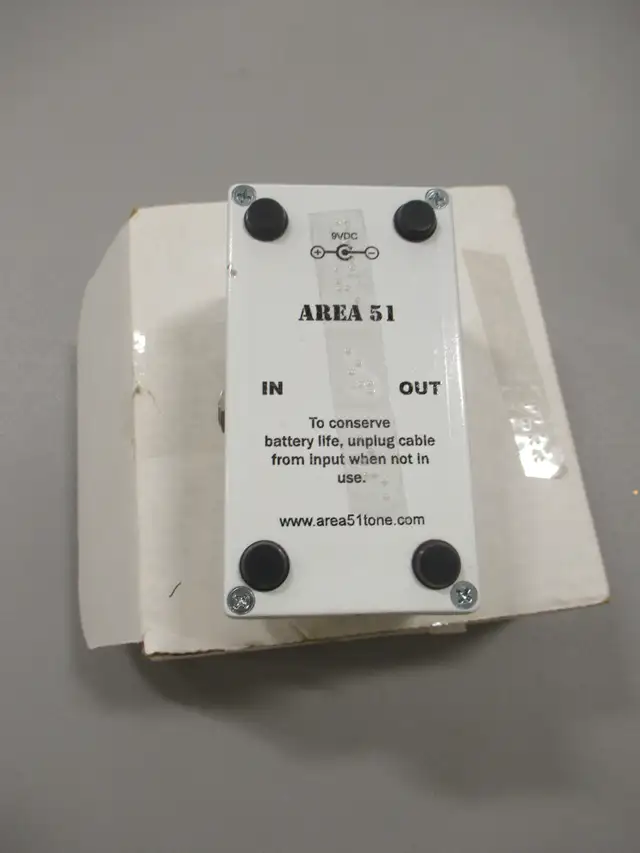 9VDC
+ -
AREA 51
IN OUT
To conserve
battery life, unplug cable
from input when not in
use.
www.area51tone.com